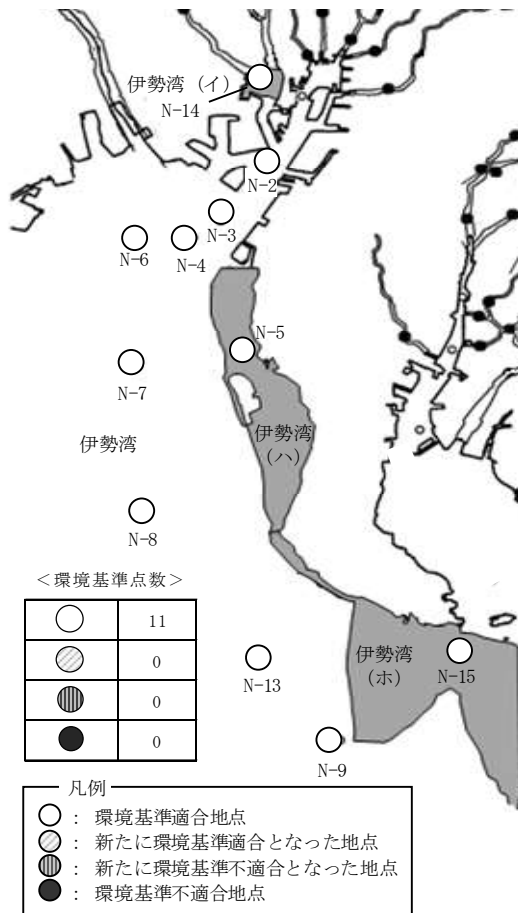 伊勢湾（イ）
N-14
N-2
N-3
N-6
N-4
N-5
N-7
伊勢湾
（ハ）
伊勢湾
N-8
＜環境基準点数＞
11
0
0
0
伊勢湾
（ホ）
N-13
N-15
N-9
凡例
： 環境基準適合地点
： 新たに環境基準適合となった地点
： 新たに環境基準不適合となった地点
： 環境基準不適合地点